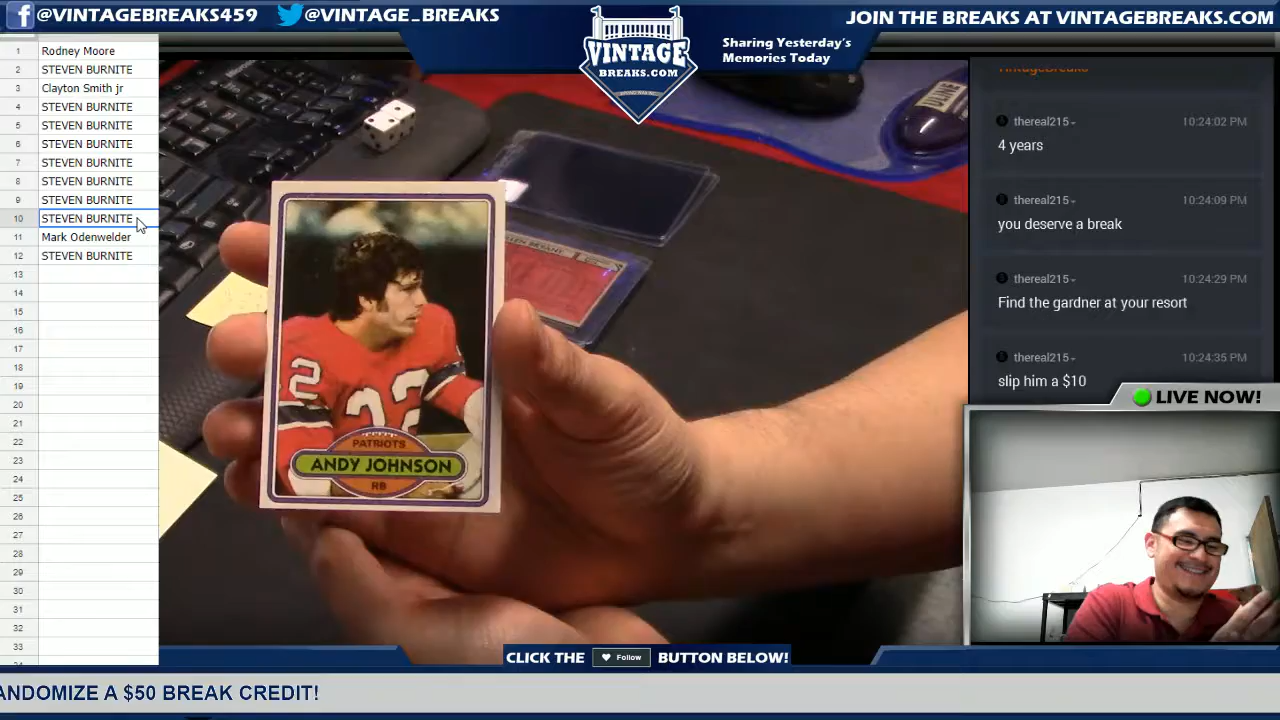 @VINTAGEBREAKS459
@VINTAGE_BREAKS
VINTAGE
BREAKS.COM
Sharing Yesterday's
Memories Today
JOIN THE BREAKS AT VINTAGEBREAKS.COM
1 Rodney Moore
2 STEVEN BURNITE
3 Clayton Smith jr
4 STEVEN BURNITE
5 STEVEN BURNITE
6 STEVEN BURNITE
7 STEVEN BURNITE
8 STEVEN BURNITE
9 STEVEN BURNITE
10 STEVEN BURNITE
11 Mark Odenwelder
12 STEVEN BURNITE
13
14
15
16
17
18
19
20
21
22
23
24
25
26
27
28
29
30
31
32
33
32
PATRIOTS
ANDY JOHNSON
RB
thereal215 10:24:02 PM
4 years
thereal215 10:24:09 PM
you deserve a break
thereal215 10:24:29 PM
Find the gardner at your resort
thereal215 10:24:35 PM
slip him a $10
LIVE NOW!
CLICK THE Follow BUTTON BELOW!
ANDOMIZE A $50 BREAK CREDIT!